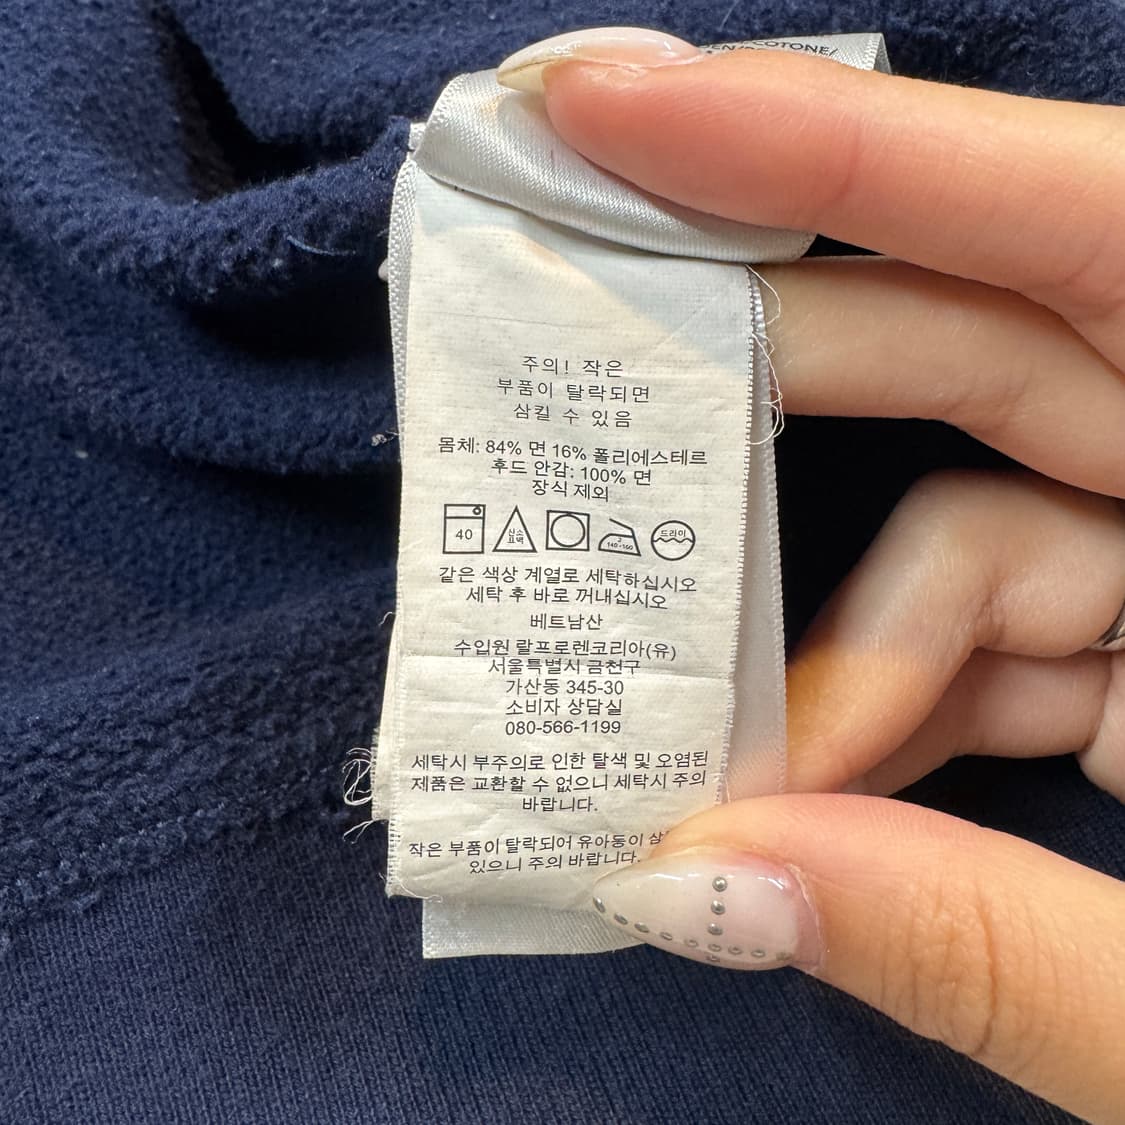 COTONE/
주의! 작은
부품이 탈락되면
삼킬 수 있음
몸체: 84% 면 16% 폴리에스테르
후드 안감: 100% 면
장식 제외
40 산소 표백 2 140~160 드라이
같은 색상 계열로 세탁하십시오
세탁 후 바로 꺼내십시오
베트남산
수입원 랄프로렌코리아(유)
서울특별시 금천구
가산동 345-30
소비자 상담실
080-566-1199
세탁시 부주의로 인한 탈색 및 오염된
제품은 교환할 수 없으니 세탁시 주의
바랍니다.
작은 부품이 탈락되어 유아동이
있으니 주의 바랍니다.